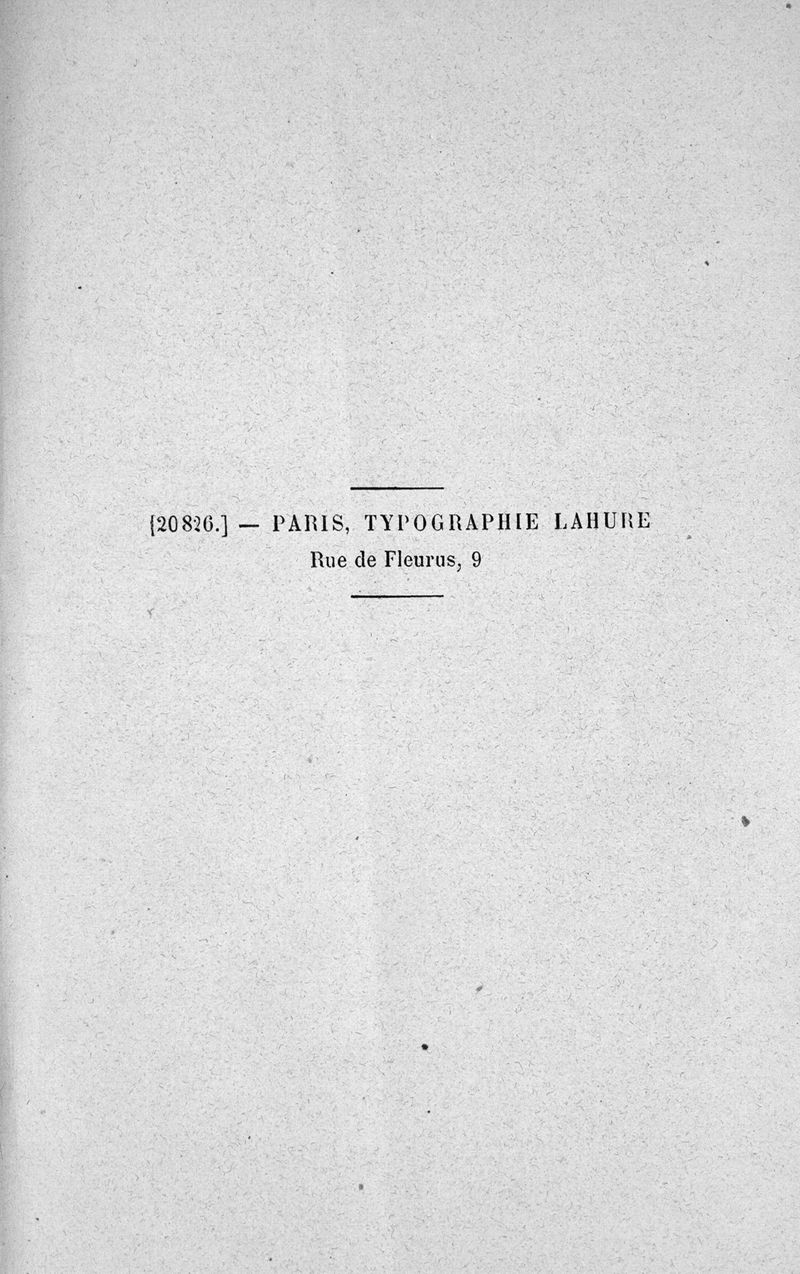 [20826.] — PARIS, TYPOGRAPHIE LAHURE
Rue de Fleurus, 9